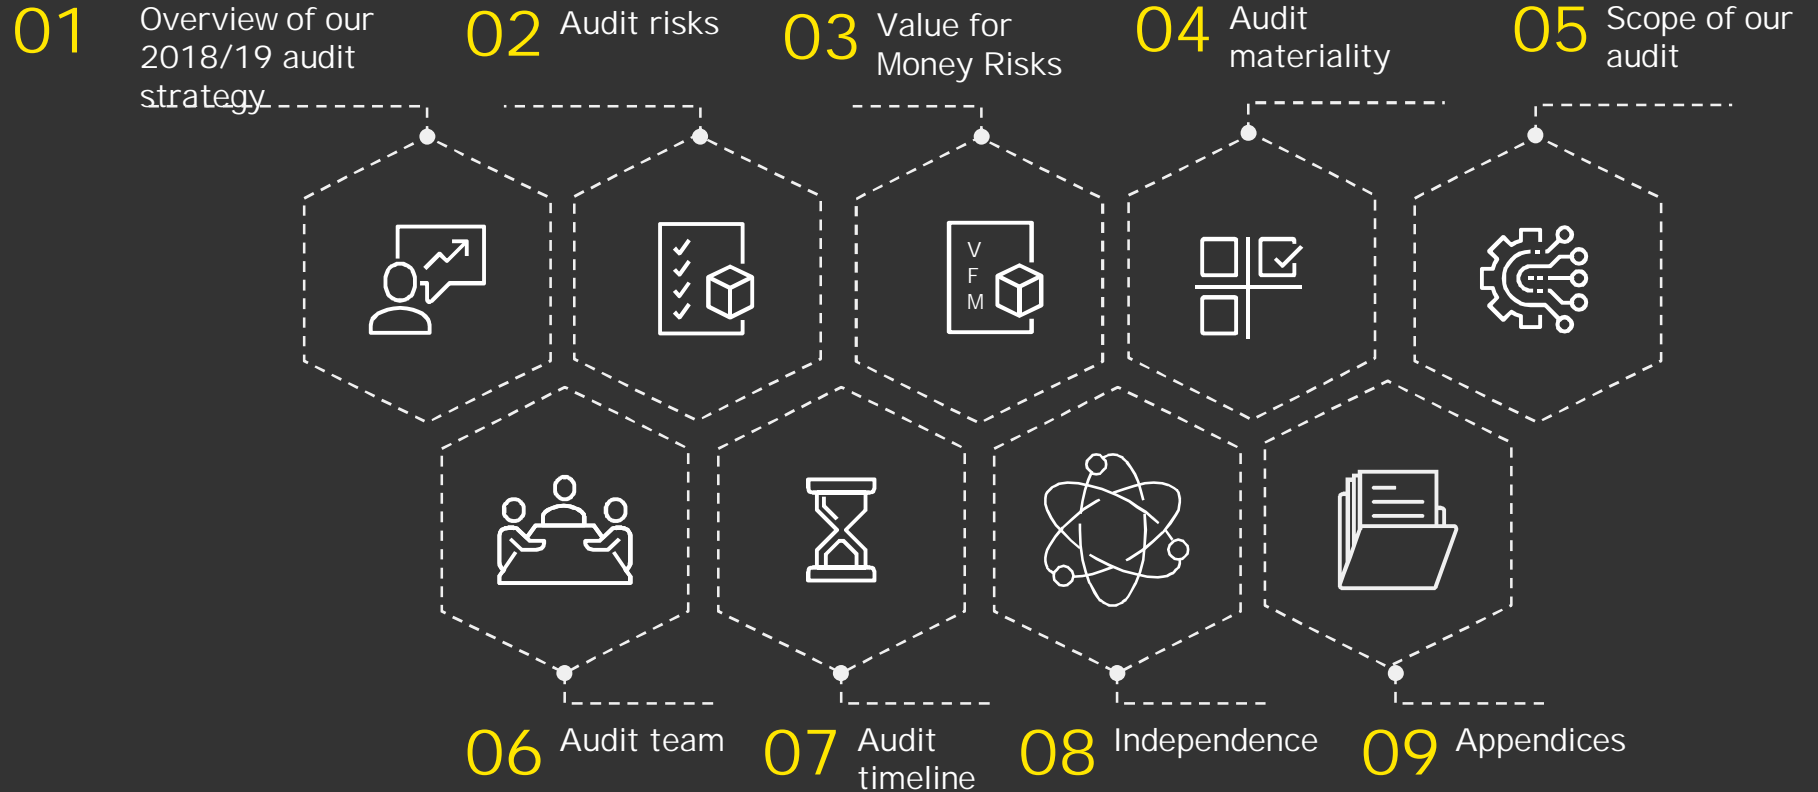 01 Overview of our
2018/19 audit
strategy
02 Audit risks
03 Value for
Money Risks
04 Audit
materiality
05 Scope of our
audit
V
F
M
06 Audit team
07 Audit
timeline
08 Independence
09 Appendices